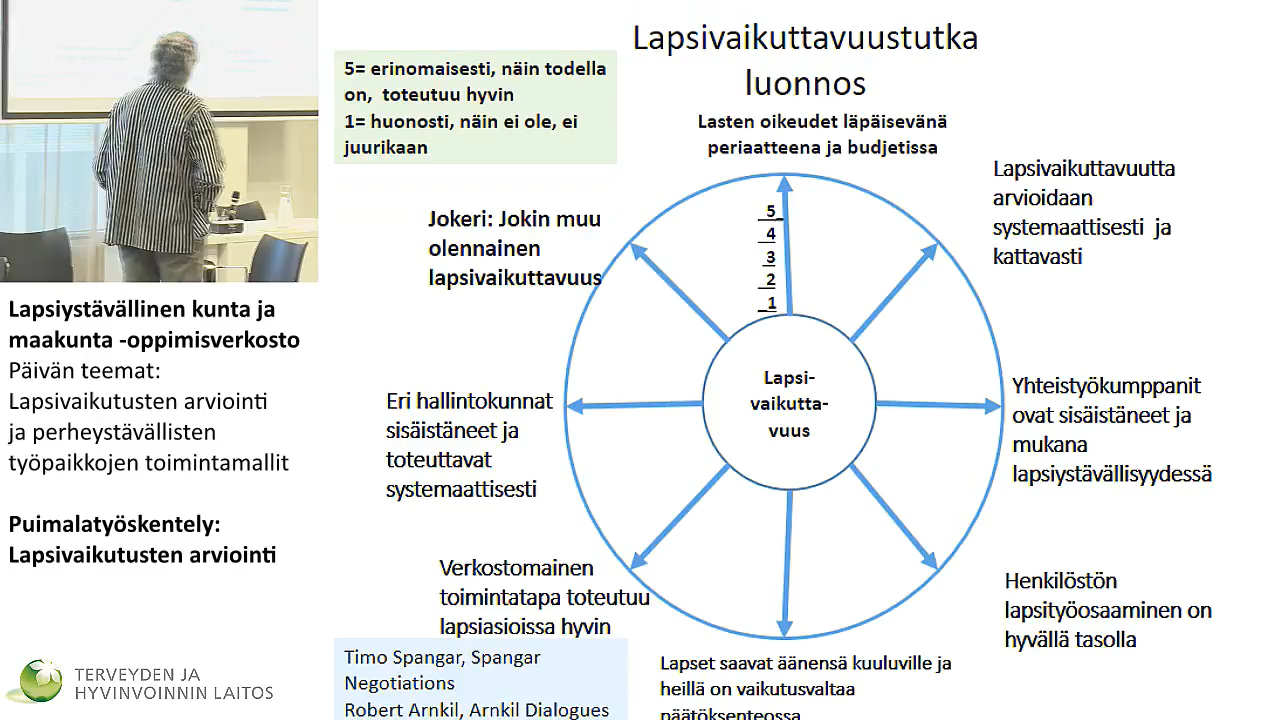 Lapsivaikuttavuustutka
luonnos
5= erinomaisesti, näin todella
on, toteutuu hyvin
1= huonosti, näin ei ole, ei
juurikaan
Lasten oikeudet läpäisevänä
periaatteena ja budjetissa
Lapsivaikuttavuutta
arvioidaan
systemaattisesti ja
kattavasti
Jokeri: Jokin muu
olennainen
lapsivaikuttavuus
5
4
3
2
1
Lapsi-
vaikutta-
vuus
Eri hallintokunnat
sisäistäneet ja
toteuttavat
systemaattisesti
Yhteistyökumppanit
ovat sisäistäneet ja
mukana
lapsiystävällisyydessä
Verkostomainen
toimintatapa toteutuu
lapsiasioissa hyvin
Henkilöstön
lapsityöosaaminen on
hyvällä tasolla
Lapset saavat äänensä kuuluville ja
heillä on vaikutusvaltaa
päätöksenteossa
Timo Spangar, Spangar
Negotiations
Robert Arnkil, Arnkil Dialogues
Lapsiystävällinen kunta ja
maakunta -oppimisverkosto
Päivän teemat:
Lapsivaikutusten arviointi
ja perheystävällisten
työpaikkojen toimintamallit
Puimalatyöskentely:
Lapsivaikutusten arviointi
TERVEYDEN JA
HYVINVOINNIN LAITOS